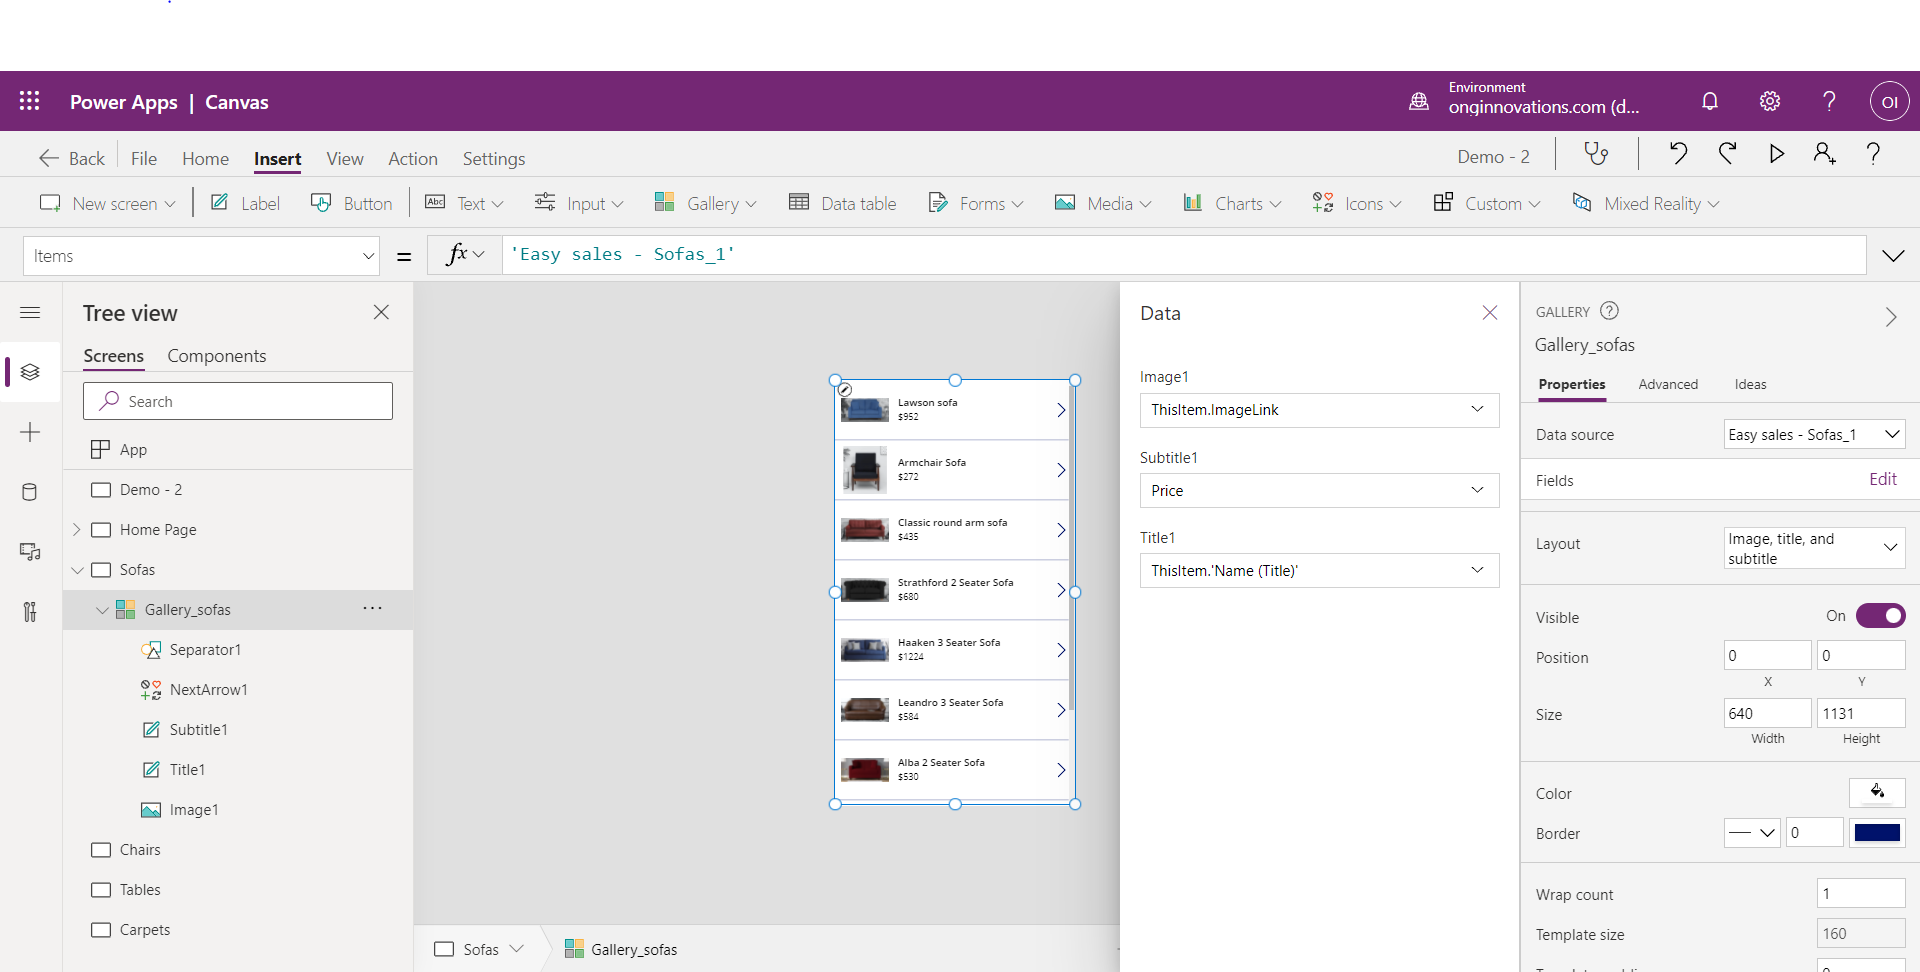 Power Apps | Canvas
Environment
onginnovations.com (d...
OI
Back
File
Home
Insert
View
Action
Settings
Demo - 2
New screen
Label
Button
Abc
Text
Input
Gallery
Data table
Forms
Media
Charts
Icons
Custom
Mixed Reality
Items
=
fx
'Easy sales - Sofas_1'
Tree view
Screens
Components
Search
App
Demo - 2
Home Page
Sofas
Gallery_sofas
...
Separator1
NextArrow1
Subtitle1
Title1
Image1
Chairs
Tables
Carpets
Lawson sofa
$952
Armchair Sofa
$272
Classic round arm sofa
$435
Strathford 2 Seater Sofa
$680
Haaken 3 Seater Sofa
$1224
Leandro 3 Seater Sofa
$584
Alba 2 Seater Sofa
$530
Sofas
Gallery_sofas
Data
Image1
ThisItem.ImageLink
Subtitle1
Price
Title1
ThisItem.'Name (Title)'
GALLERY
Gallery_sofas
Properties
Advanced
Ideas
Data source
Easy sales - Sofas_1
Fields
Edit
Layout
Image, title, and
subtitle
Visible
On
Position
0
0
X
Y
Size
640
1131
Width
Height
Color
Border
0
Wrap count
1
Template size
160